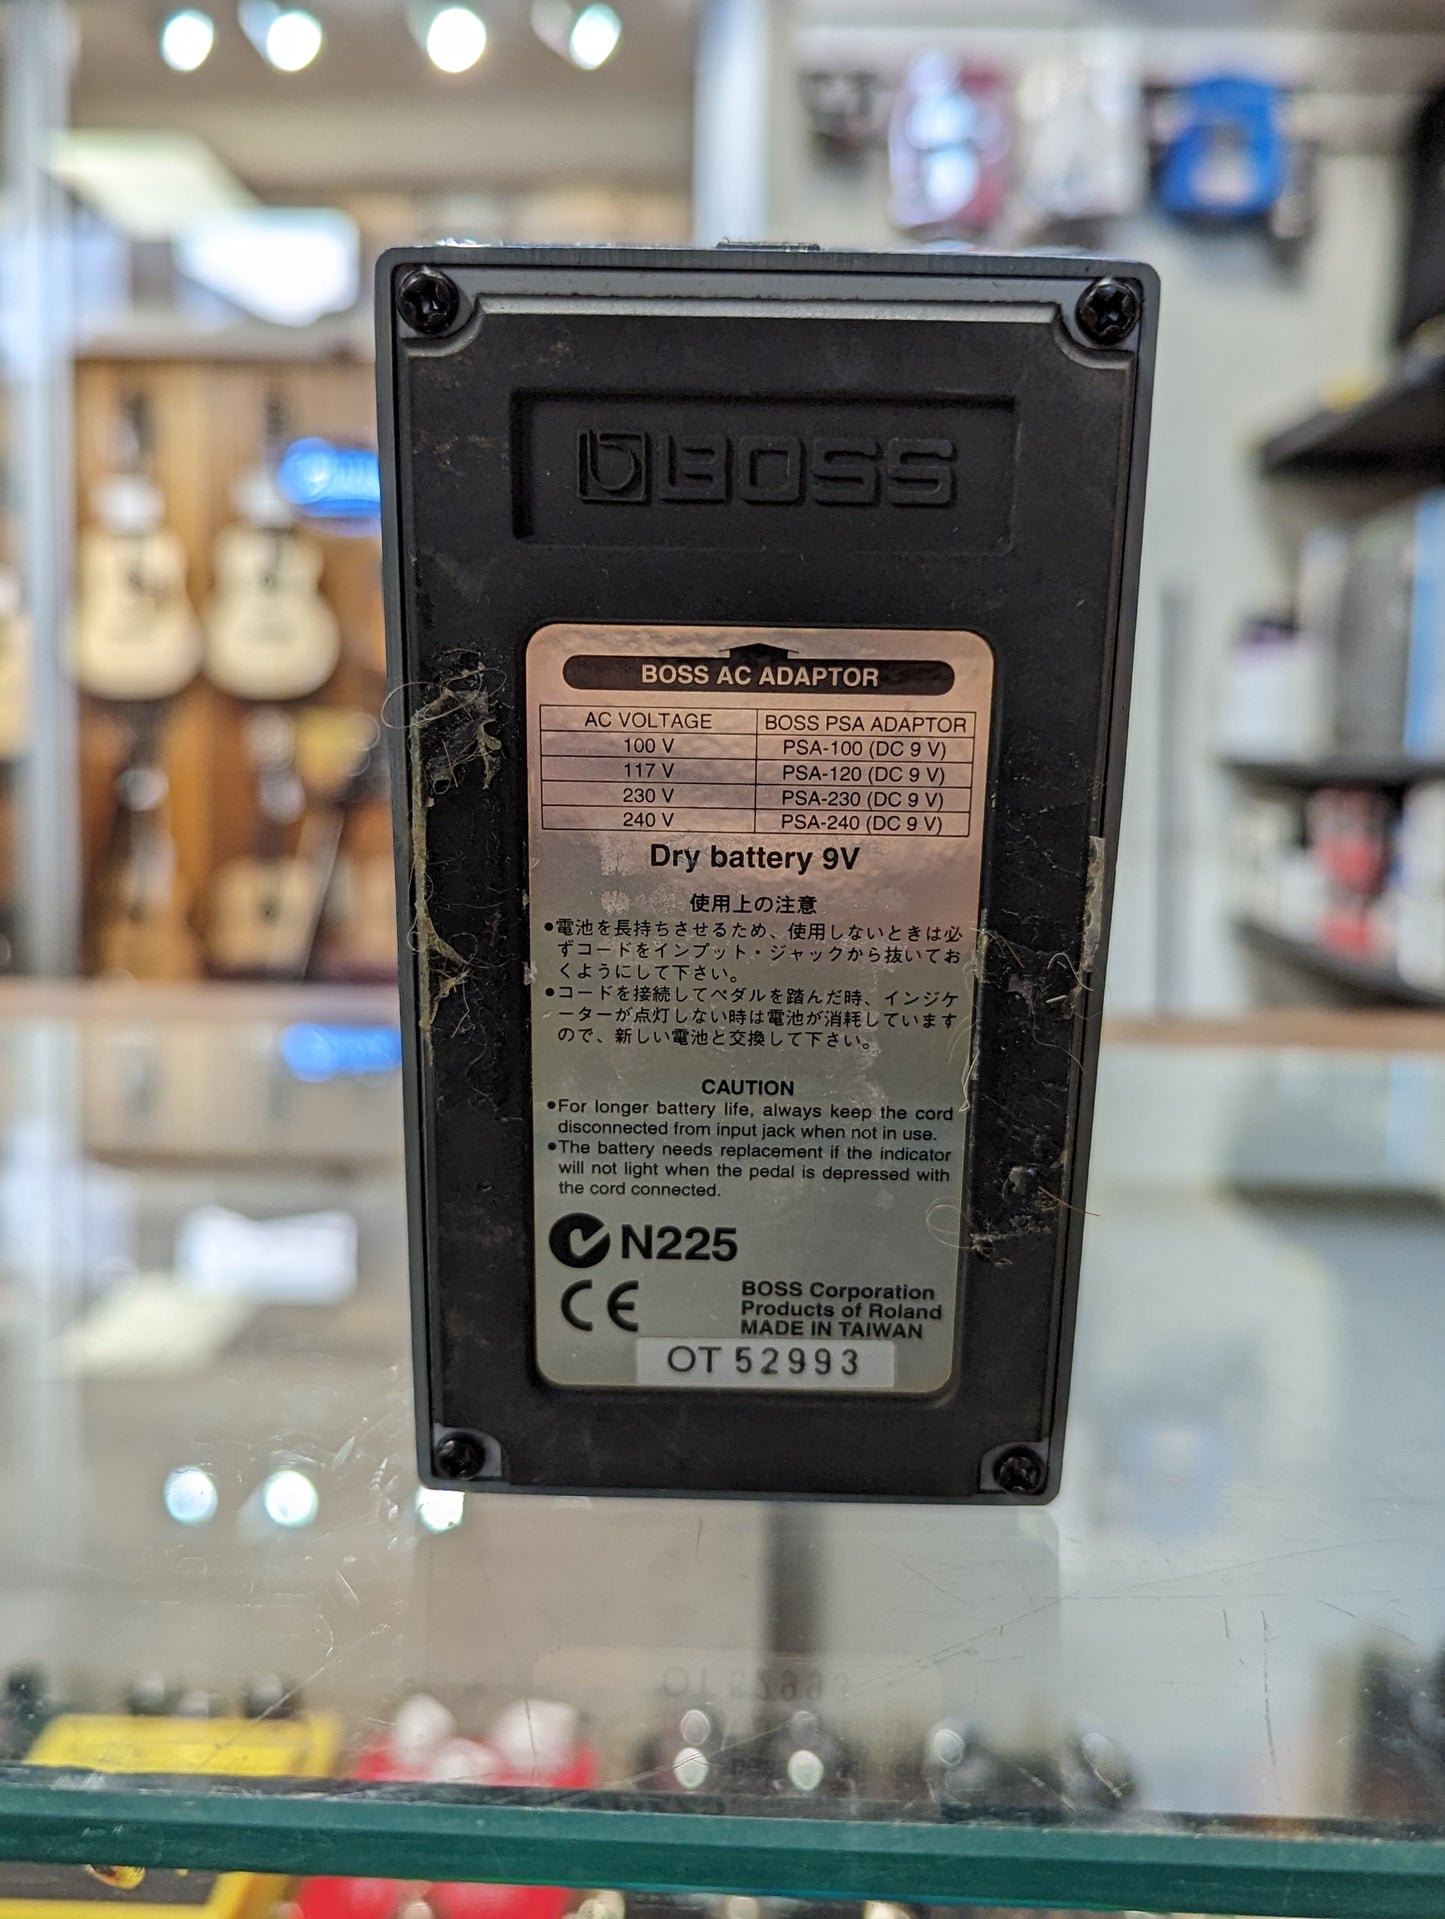 BOSS
BOSS AC ADAPTOR
AC VOLTAGE BOSS PSA ADAPTOR
100 V PSA-100 (DC 9 V)
117 V PSA-120 (DC 9 V)
230 V PSA-230 (DC 9 V)
240 V PSA-240 (DC 9 V)
Dry battery 9V
使用上の注意
●電池を長持ちさせるため、使用しないときは必
ずコードをインプット・ジャックから抜いてお
くようにして下さい。
●コードを接続してペダルを踏んだ時、インジケ
ーターが点灯しない時は電池が消耗しています
ので、新しい電池と交換して下さい。
CAUTION
●For longer battery life, always keep the cord
disconnected from input jack when not in use.
●The battery needs replacement if the indicator
will not light when the pedal is depressed with
the cord connected.
N225
CE
BOSS Corporation
Products of Roland
MADE IN TAIWAN
OT 52993